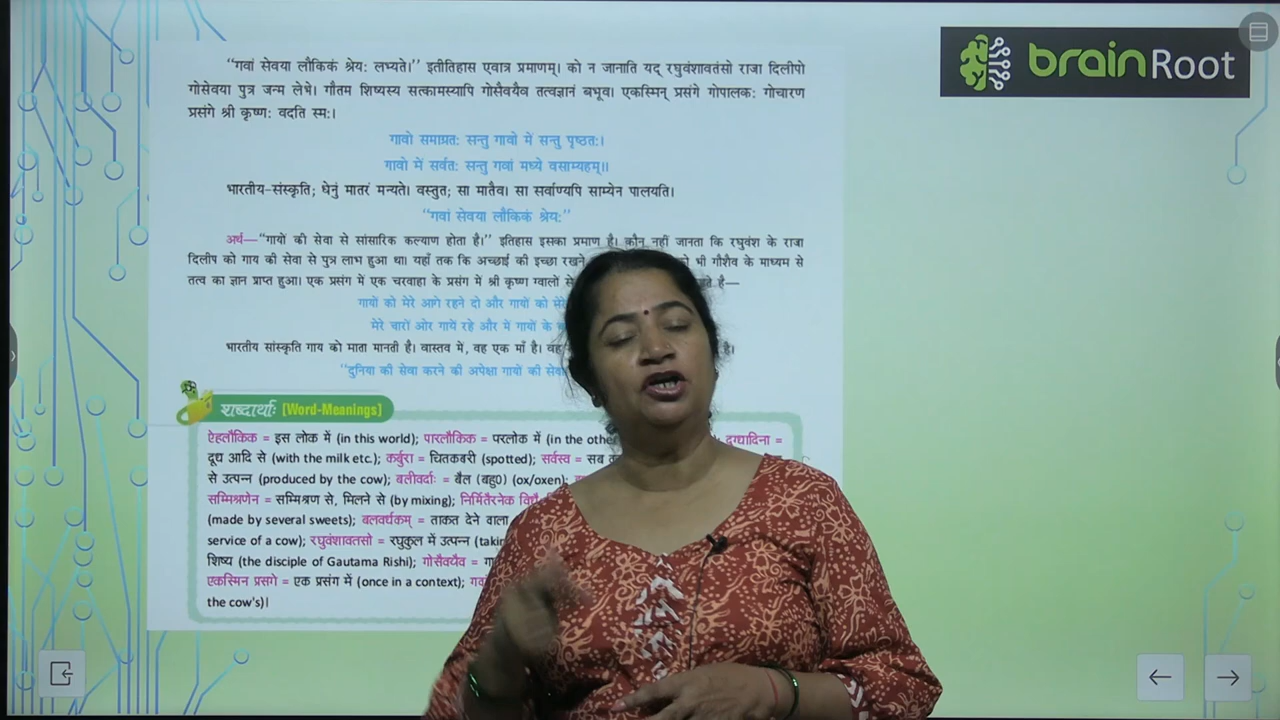 brainRoot
“गवां सेवया लौकिकं श्रेय: लभ्यते।” इतीतिहास एवात्र प्रमाणम्। को न जानाति यद् रघुवंशावतंसो राजा दिलीपो
गोसेवया पुत्र जन्म लेभे। गौतम शिष्यस्य सत्कामस्यापि गोसैवयैव तत्वज्ञानं बभूव। एकस्मिन् प्रसंगे गोपालक: गोचारण
प्रसंगे श्री कृष्ण: वदति स्म:।
गावो समाग्रत: सन्तु गावो में सन्तु पृष्ठत:।
गावो में सर्वत: सन्तु गवां मध्ये वसाम्यहम्॥
भारतीय-संस्कृति; धेनुं मातरं मन्यते। वस्तुत; सा मातैव। सा सर्वाण्यपि साम्येन पालयति।
“गवां सेवया लौकिकं श्रेय:”
अर्थ—“गायों की सेवा से सांसारिक कल्याण होता है।” इतिहास इसका प्रमाण है। कौन नहीं जानता कि रघुवंश के राजा
दिलीप को गाय की सेवा से पुत्र लाभ हुआ था। यहाँ तक कि अच्छाई की इच्छा रखने को भी गौशैव के माध्यम से
तत्व का ज्ञान प्राप्त हुआ। एक प्रसंग में एक चरवाहा के प्रसंग में श्री कृष्ण ग्वालों से है—
गायों को मेरे आगे रहने दो और गायों को
मेरे चारों ओर गायें रहे और में गायों के
भारतीय सांस्कृति गाय को माता मानती है। वास्तव में, वह एक माँ है। वह है।
“दुनिया की सेवा करने की अपेक्षा गायों की
शब्दार्थाः [Word-Meanings]
ऐहलौकिक = इस लोक में (in this world); पारलौकिक = परलोक में (in the दुग्धादिना =
दूध आदि से (with the milk etc.); कर्बुरा = चितकबरी (spotted); सर्वस्व = सब
से उत्पन्न (produced by the cow); बलीवर्दाः = बैल (बहु0) (ox/oxen);
सम्मिश्रणेन = सम्मिश्रण से, मिलने से (by mixing); निर्मितैरनेक
(made by several sweets); बलवर्धकम् = ताकत देने वाला
service of a cow); रघुवंशावतसो = रघुकुल में उत्पन्न
शिष्य (the disciple of Gautama Rishi); गोसैवयैव =
एकस्मिन प्रसगे = एक प्रसंग में (once in a context);
the cow's)।